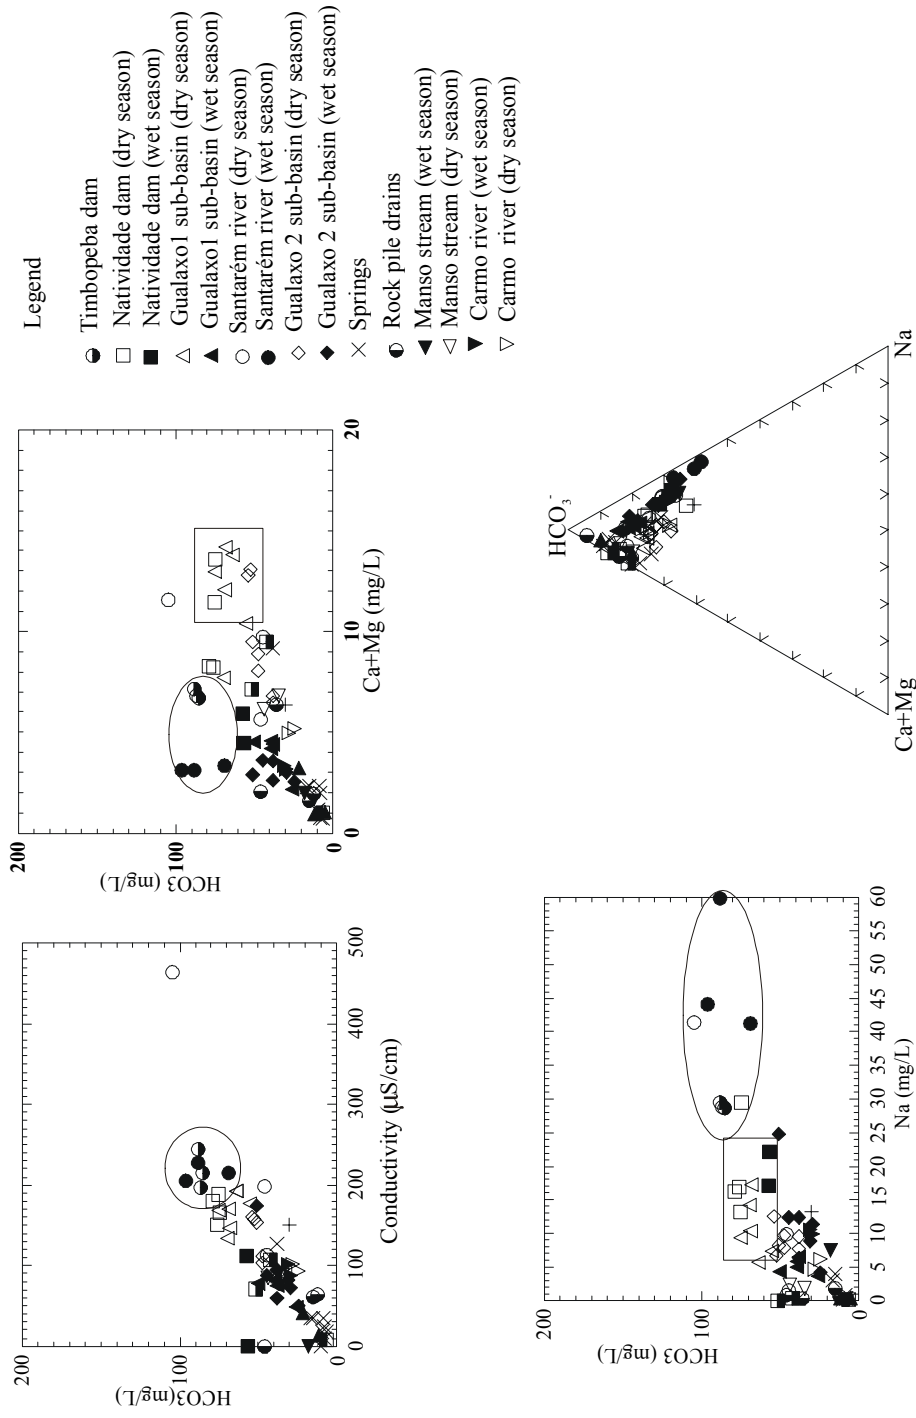 200
100
0
HCO3(mg/L)
0 100 200 300 400 500
Conductivity (µS/cm)
200
100
0
HCO3 (mg/L)
0 10 20
Ca+Mg (mg/L)
Legend
Timbopeba dam
Natividade dam (dry season)
Natividade dam (wet season)
Gualaxo1 sub-basin (dry season)
Gualaxo1 sub-basin (wet season)
Santarém river (dry season)
Santarém river (wet season)
Gualaxo 2 sub-basin (dry season)
Gualaxo 2 sub-basin (wet season)
Springs
Rock pile drains
Manso stream (wet season)
Manso stream (dry season)
Carmo river (wet season)
Carmo river (dry season)
200
100
0
HCO3 (mg/L)
0 5 10 15 20 25 30 35 40 45 50 55 60
Na (mg/L)
HCO₃⁻
Ca+Mg
Na